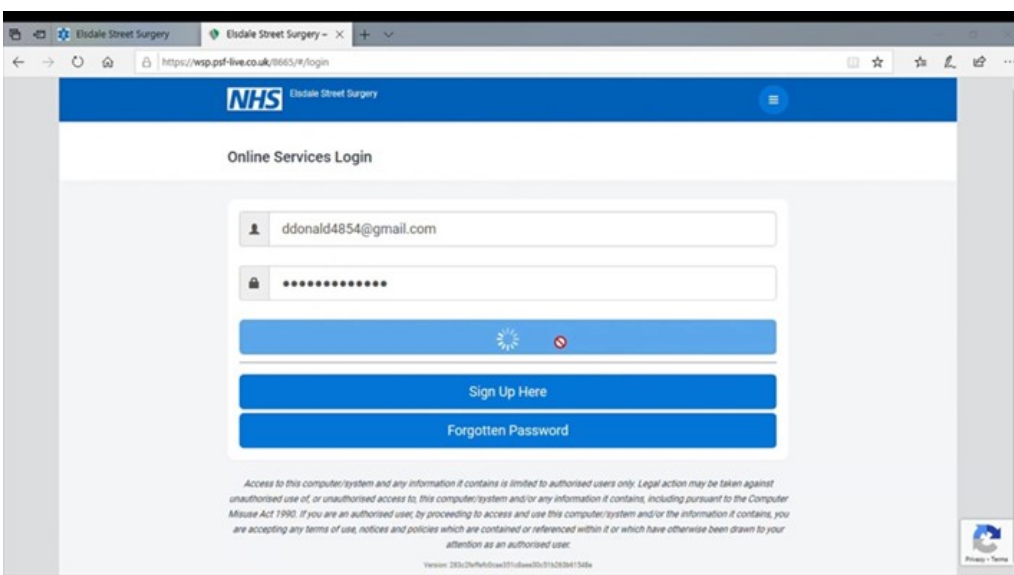 Elsdale Street Surgery
Elsdale Street Surgery –
https://wsp.psf-live.co.uk/8665/#/login
NHS Elsdale Street Surgery
Online Services Login
ddonald4854@gmail.com
•••••••••••••
Sign Up Here
Forgotten Password
Access to this computer/system and any information it contains is limited to authorised users only. Legal action may be taken against
unauthorised use of, or unauthorised access to, this computer/system and/or any information it contains, including pursuant to the Computer
Misuse Act 1990. If you are an authorised user, by proceeding to access and use this computer/system and/or the information it contains, you
are accepting any terms of use, notices and policies which are contained or referenced within it or which have otherwise been drawn to your
attention as an authorised user.
Version:
Privacy - Terms